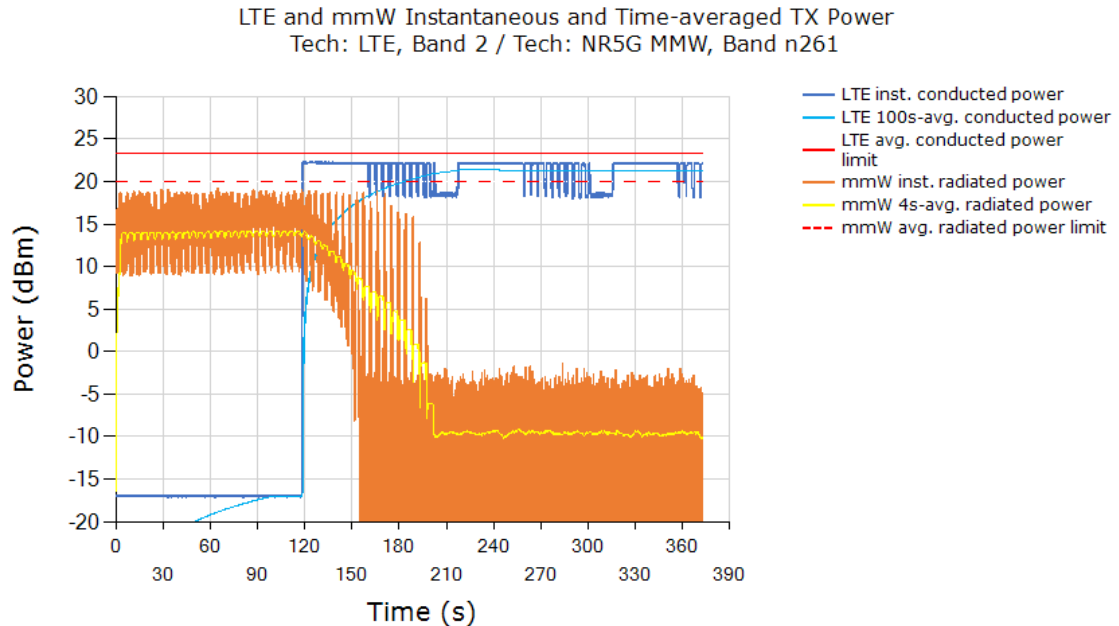 LTE and mmW Instantaneous and Time-averaged TX Power
Tech: LTE, Band 2 / Tech: NR5G MMW, Band n261
30
25
20
15
10
5
0
-5
-10
-15
-20
Power (dBm)
0
60
120
180
240
300
360
30
90
150
210
270
330
390
Time (s)
LTE inst. conducted power
LTE 100s-avg. conducted power
LTE avg. conducted power
limit
mmW inst. radiated power
mmW 4s-avg. radiated power
mmW avg. radiated power limit